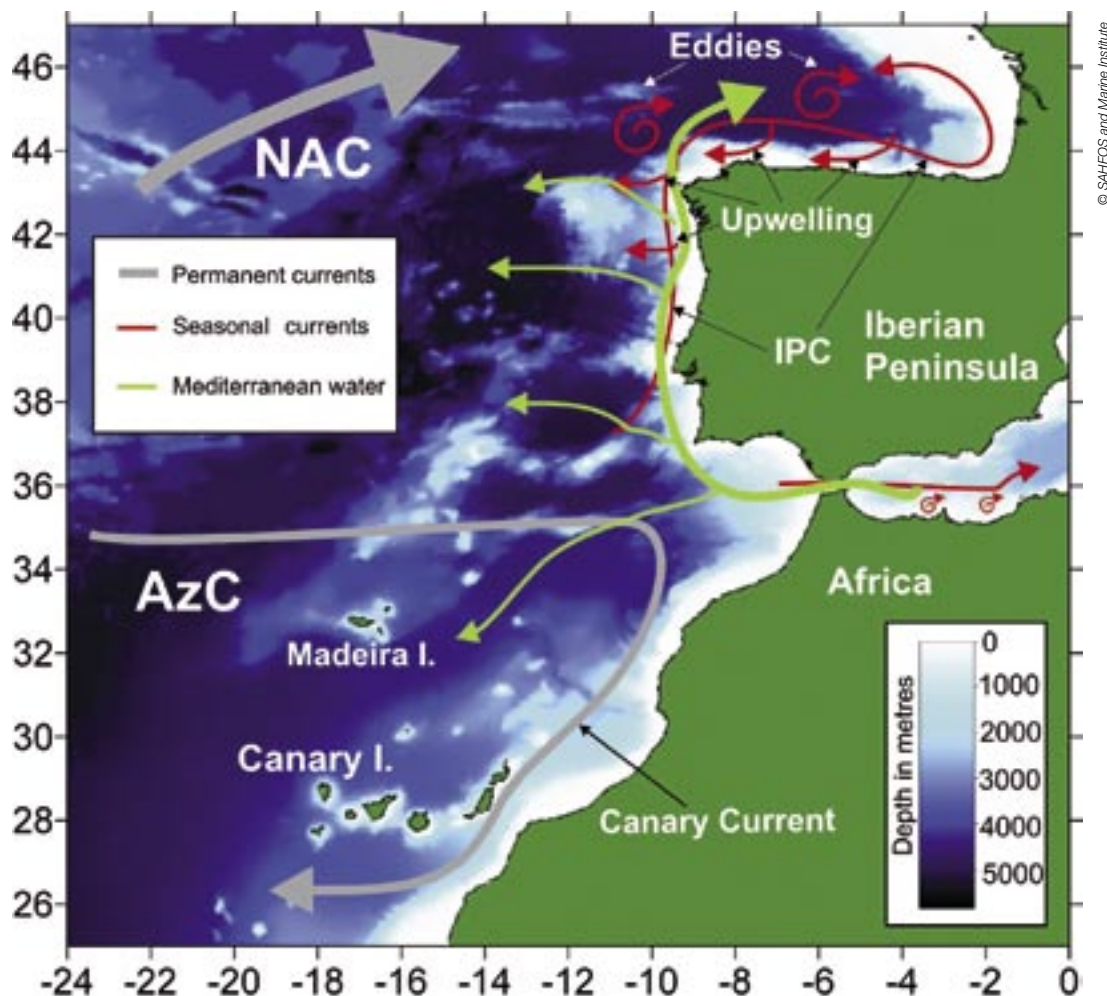 © SAHFOS and Marine Institute
46
44
42
40
38
36
34
32
30
28
26
Eddies
NAC
Upwelling
Permanent currents
Seasonal currents
Mediterranean water
IPC
Iberian
Peninsula
AzC
Africa
Madeira I.
Canary I.
Canary Current
Depth in metres
0
1000
2000
3000
4000
5000
-24 -22 -20 -18 -16 -14 -12 -10 -8 -6 -4 -2 0